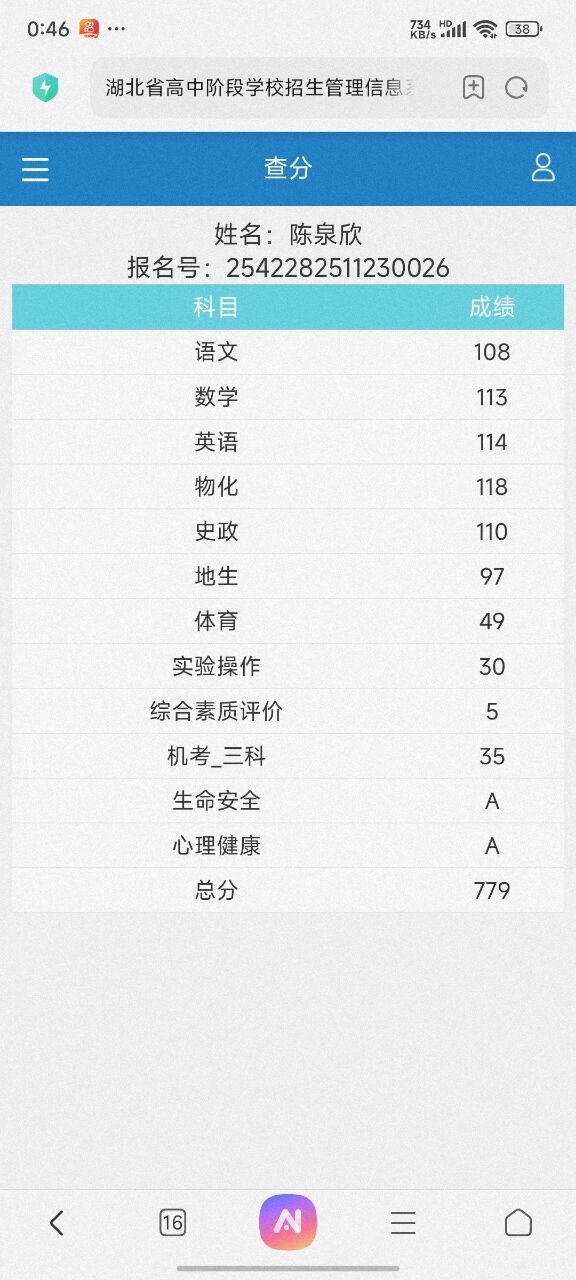 0:46 ··· 734 KB/s HD 38
湖北省高中阶段学校招生管理信息
查分
姓名：陈泉欣
报名号：2542282511230026
科目 成绩
语文 108
数学 113
英语 114
物化 118
史政 110
地生 97
体育 49
实验操作 30
综合素质评价 5
机考_三科 35
生命安全 A
心理健康 A
总分 779
16 AI